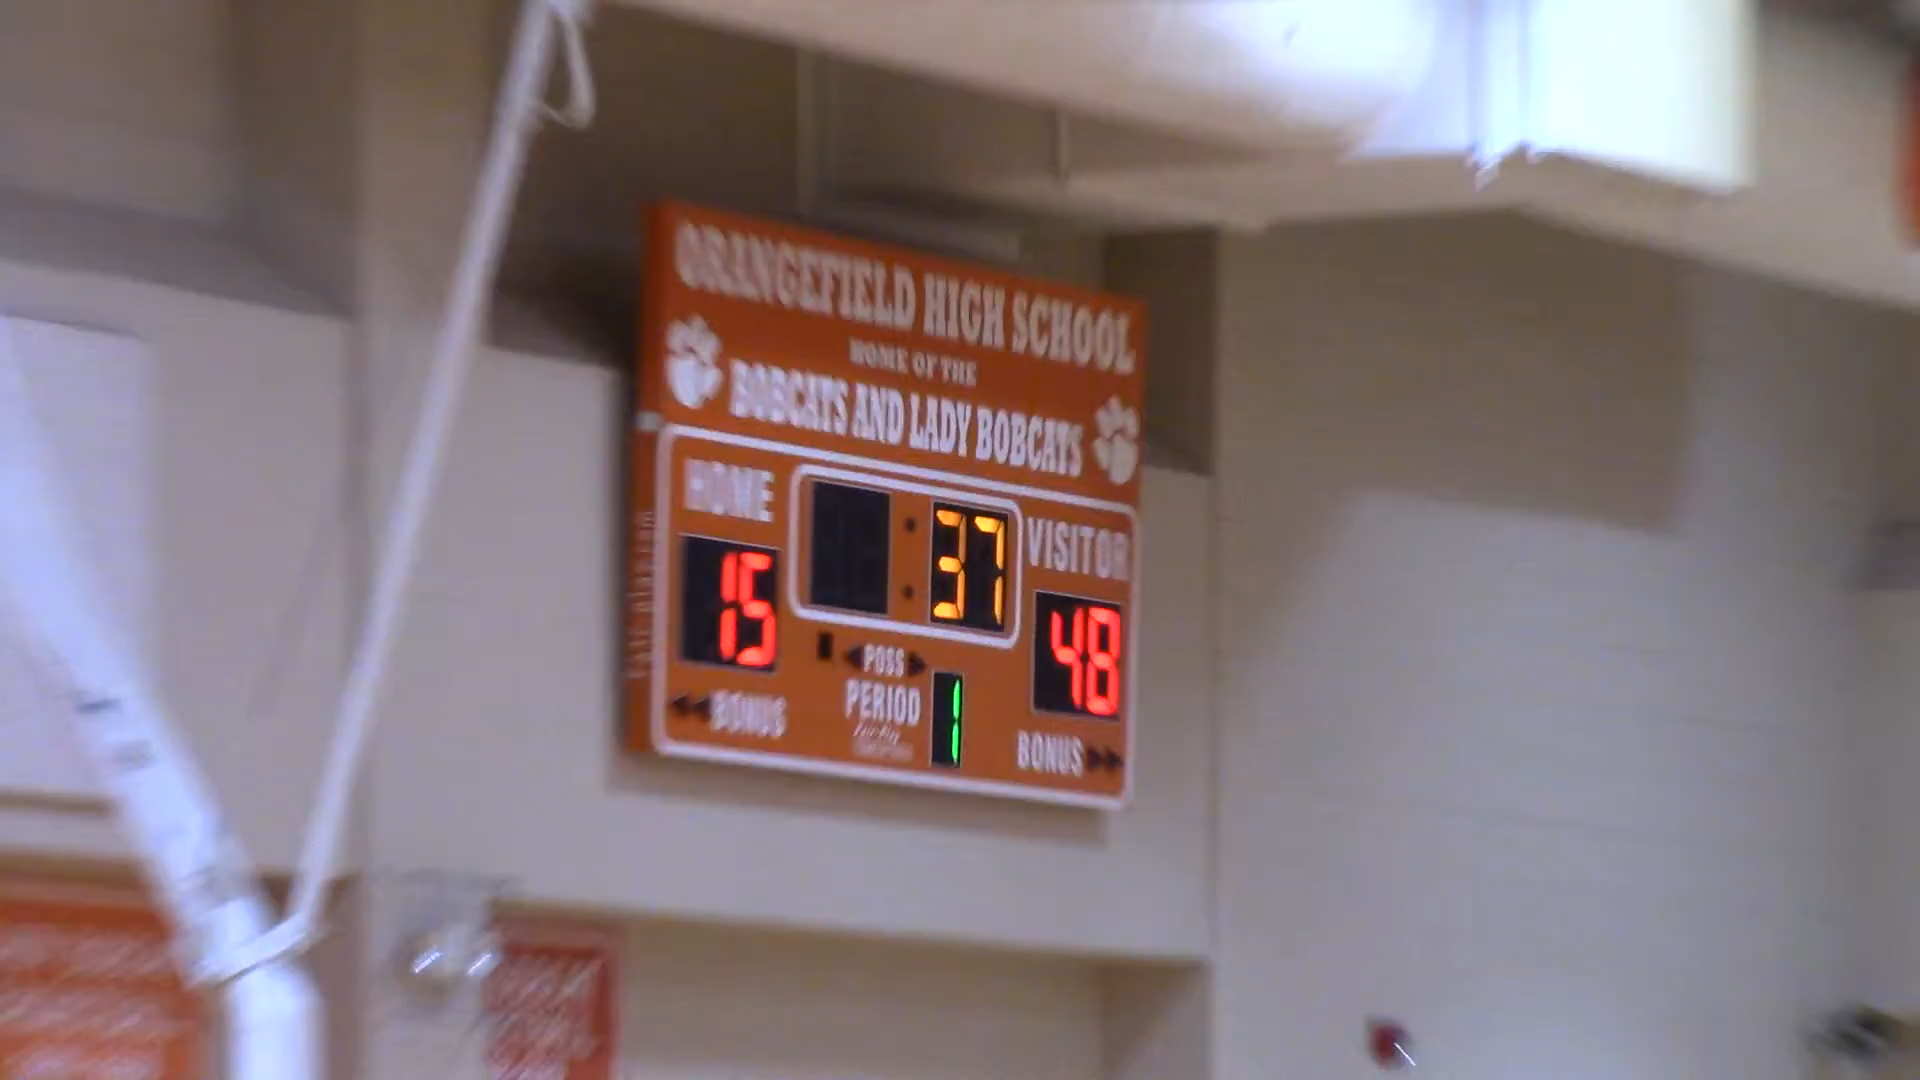 ORANGEFIELD HIGH SCHOOL
HOME OF THE
BOBCATS AND LADY BOBCATS
HOME
: 37
VISITOR
15
48
POSS
BONUS
PERIOD 1
BONUS